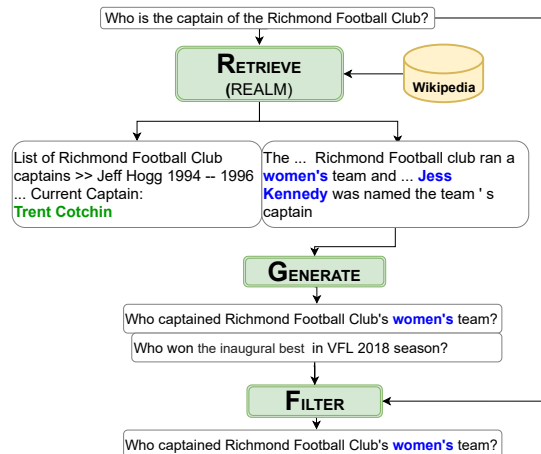 Who is the captain of the Richmond Football Club?
RETRIEVE
(REALM)
Wikipedia
List of Richmond Football Club
captains >> Jeff Hogg 1994 -- 1996
... Current Captain:
Trent Cotchin
The ... Richmond Football club ran a
women's team and ... Jess
Kennedy was named the team ' s
captain
GENERATE
Who captained Richmond Football Club's women's team?
Who won the inaugural best in VFL 2018 season?
FILTER
Who captained Richmond Football Club's women's team?